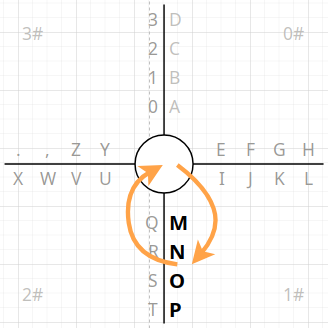 3 D
3# 0#
2 C
1 B
0 A
. , Z Y E F G H
X W V U I J K L
Q M
R N
S O
2# 1#
T P